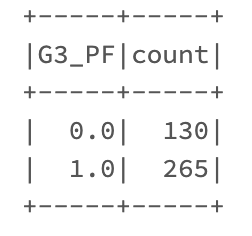 +-----+-----+
|G3_PF|count|
+-----+-----+
|  0.0|  130|
|  1.0|  265|
+-----+-----+